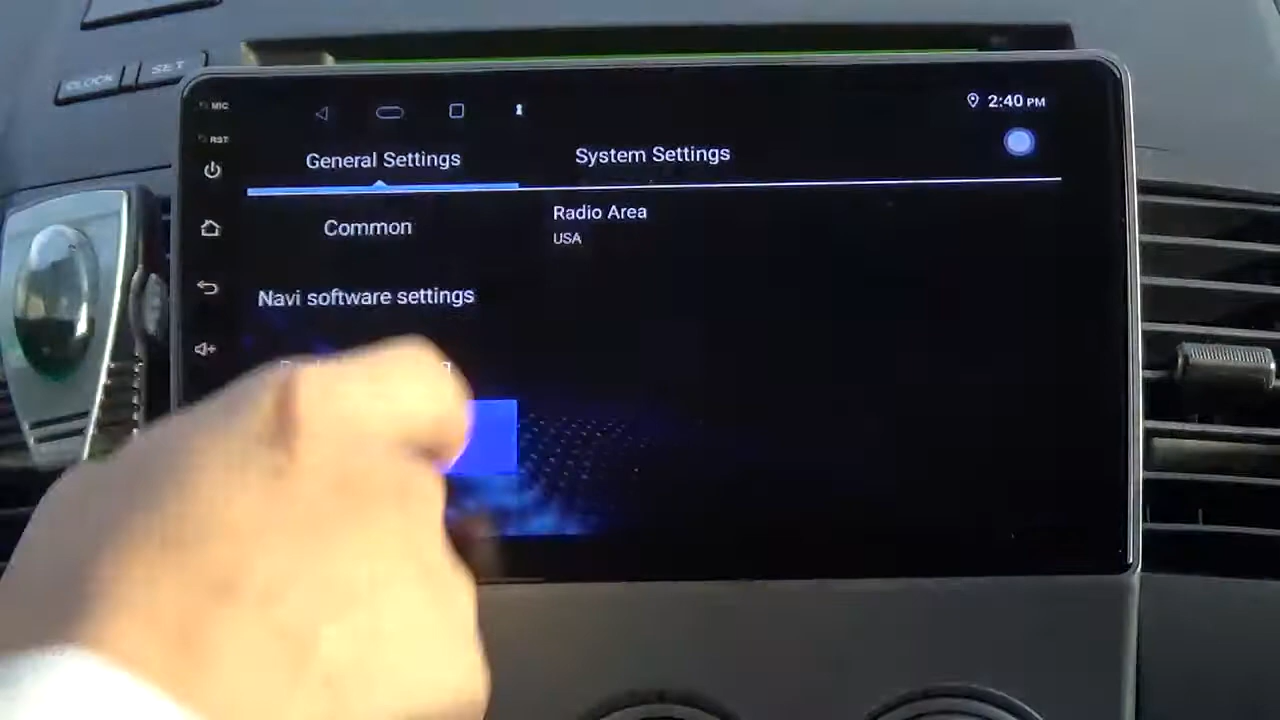 CLOCK
SET
MIC
RST
2:40 PM
General Settings
System Settings
Common
Radio Area
USA
Navi software settings